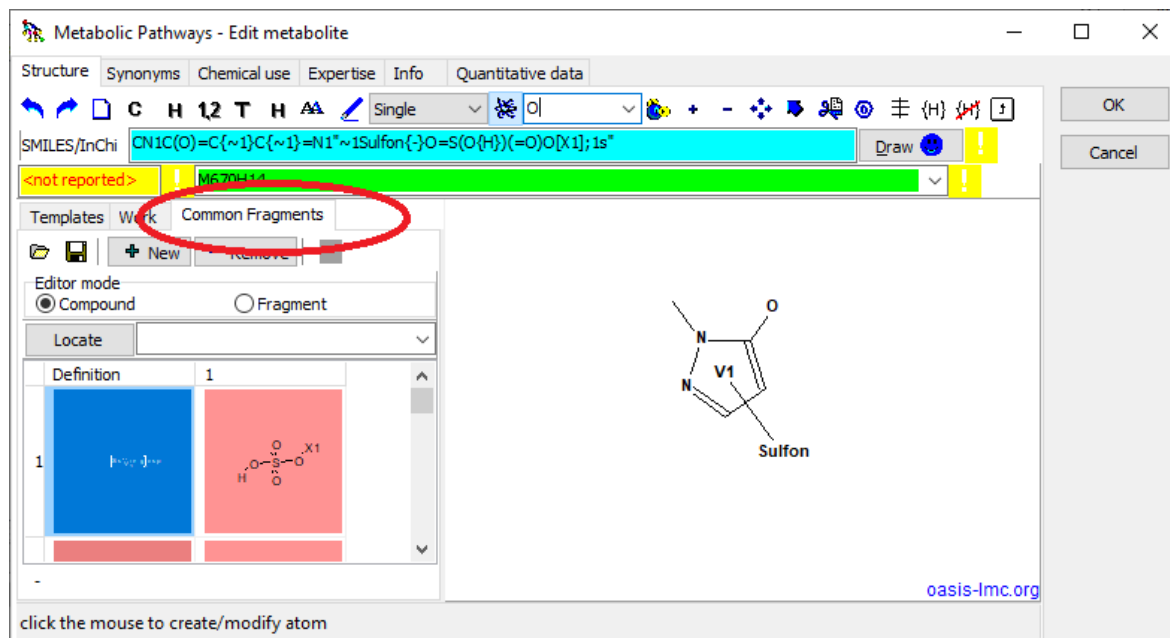 Metabolic Pathways - Edit metabolite
Structure Synonyms Chemical use Expertise Info Quantitative data
C H 1,2 T H AA Single O + - {H} {H}
OK
SMILES/InChi CN1C(O)=C{~1}C{~1}=N1"~1Sulfon{-}O=S(O{H})(=O)O[X1];1s" Draw !
Cancel
<not reported> ! M670H14 !
Templates Work Common Fragments
+ New - Remove
Editor mode
Compound Fragment
Locate
Definition 1
1
O
O S O X1
H O
O
N
V1
N
Sulfon
-
oasis-lmc.org
click the mouse to create/modify atom